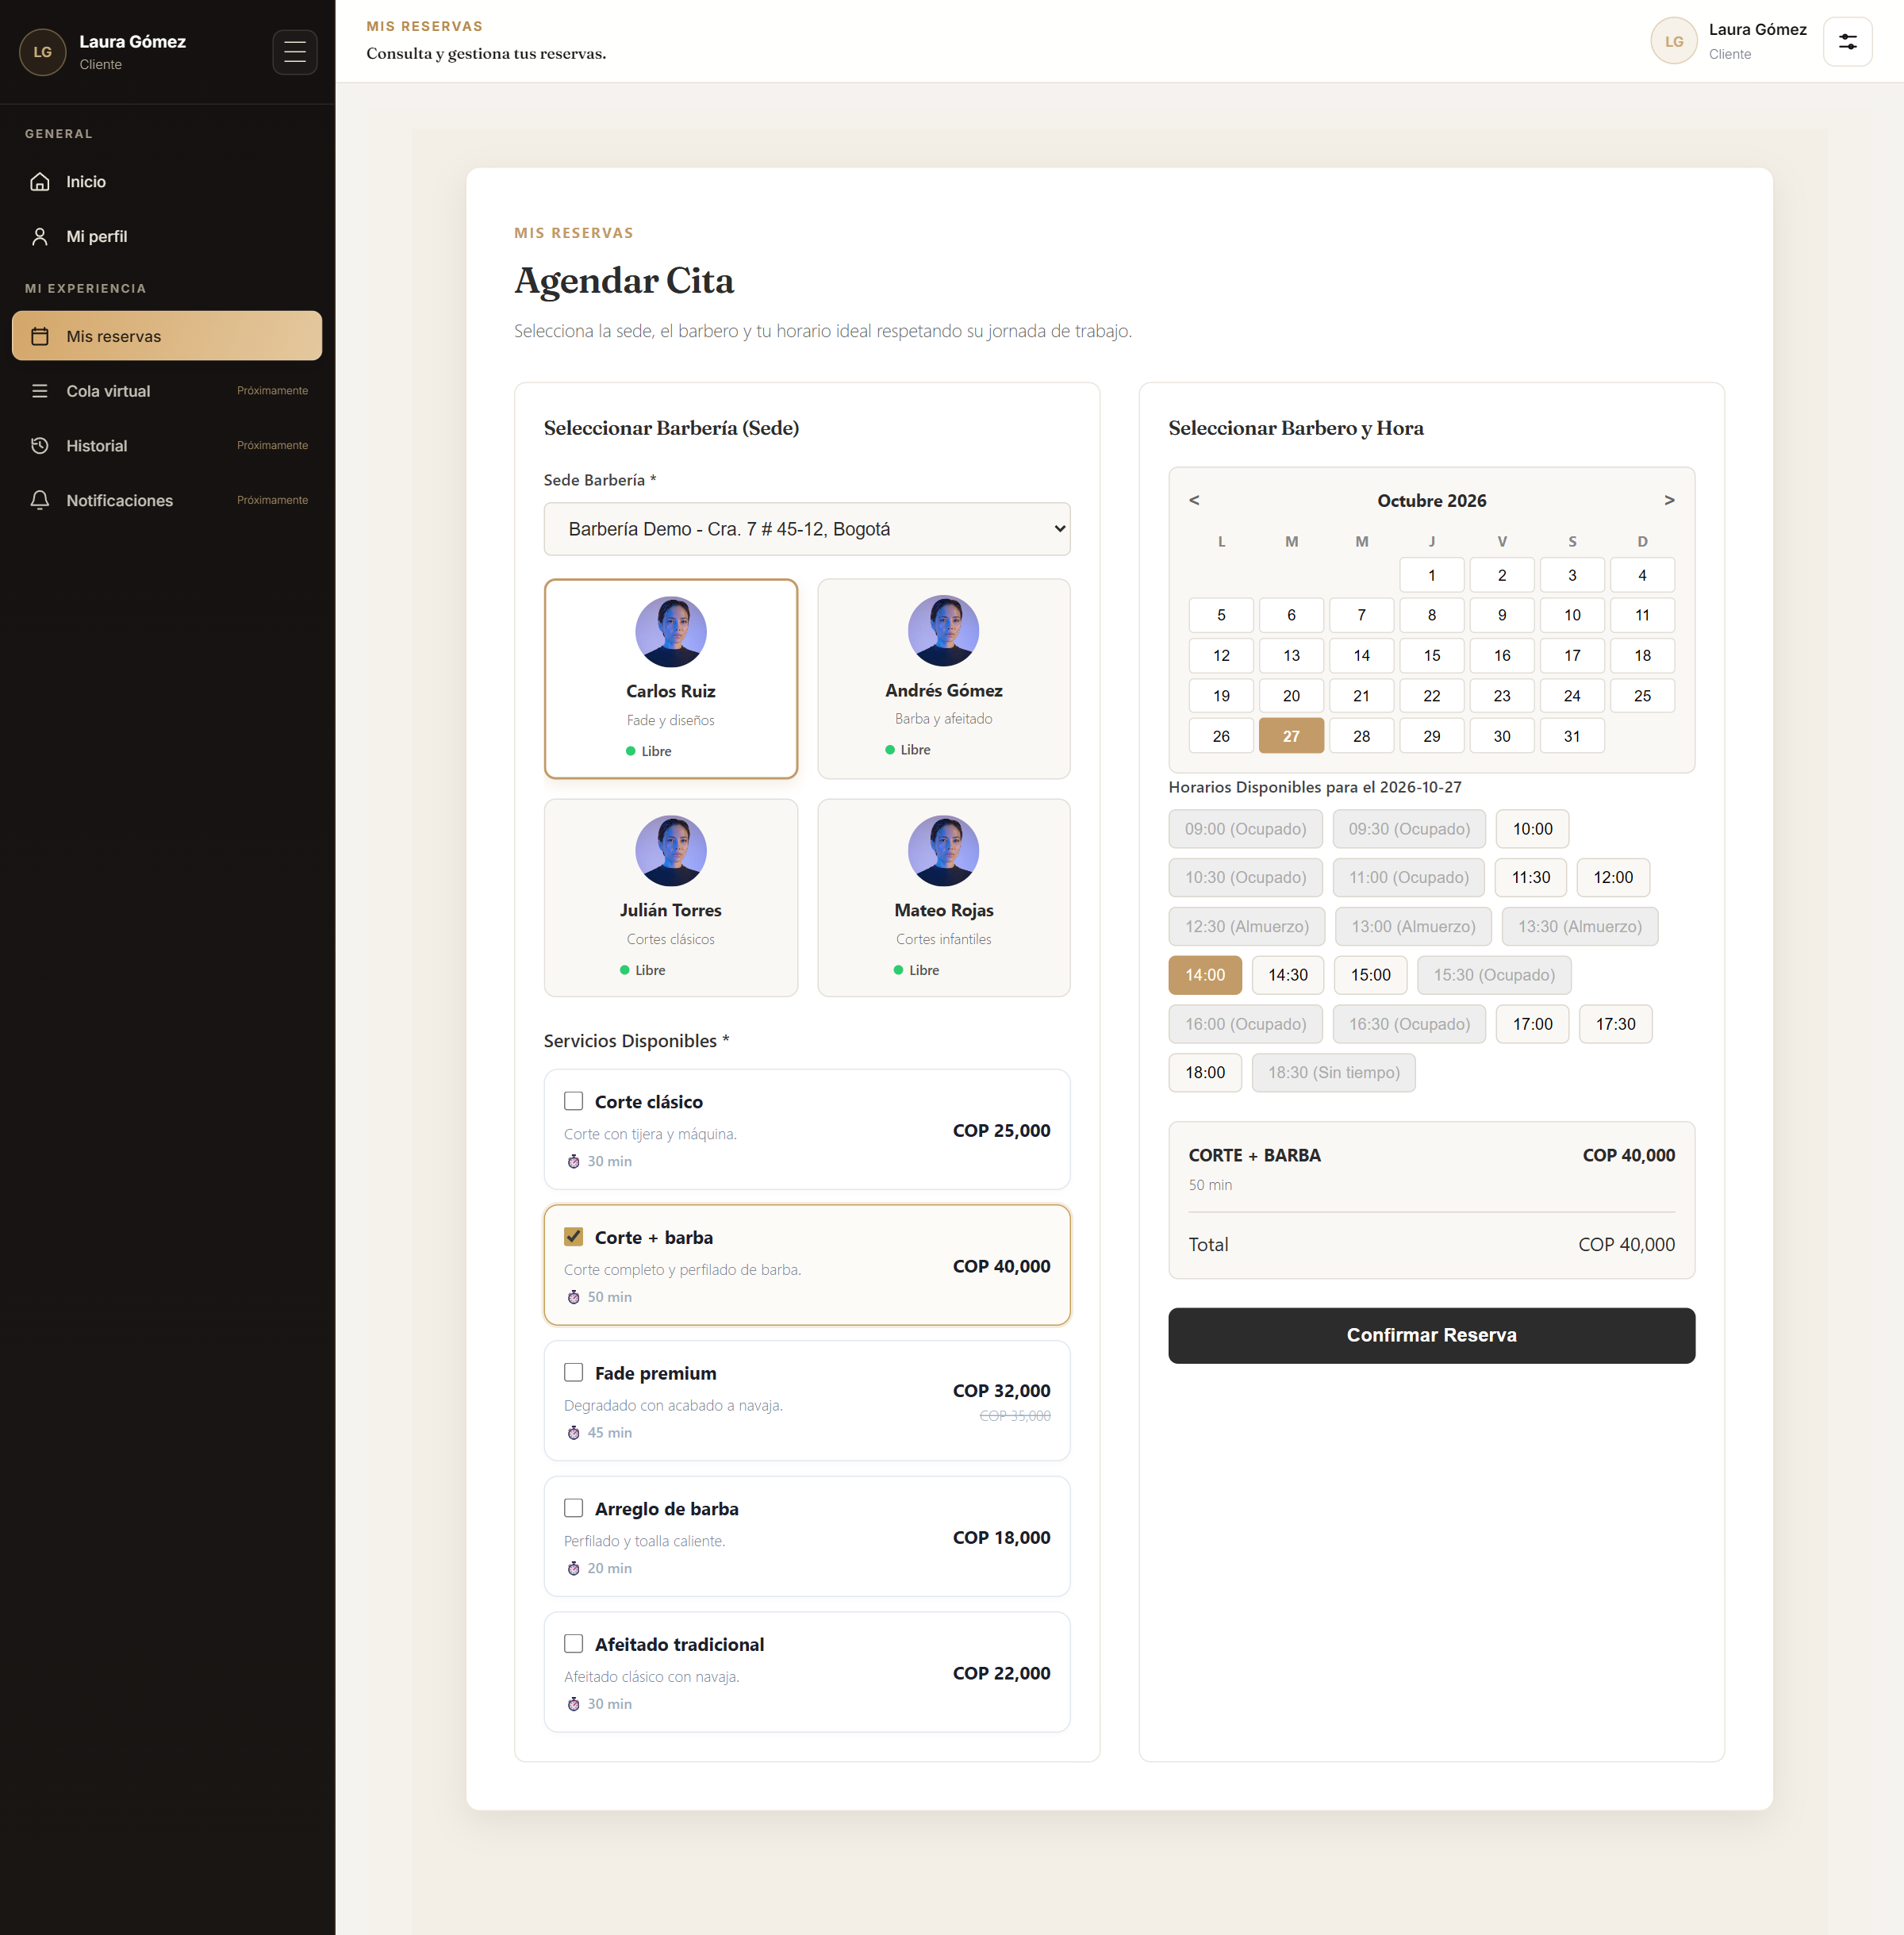 LG
Laura Gómez
Cliente
GENERAL
Inicio
Mi perfil
MI EXPERIENCIA
Mis reservas
Cola virtual Próximamente
Historial Próximamente
Notificaciones Próximamente
MIS RESERVAS
Consulta y gestiona tus reservas.
LG
Laura Gómez
Cliente
MIS RESERVAS
Agendar Cita
Selecciona la sede, el barbero y tu horario ideal respetando su jornada de trabajo.
Seleccionar Barbería (Sede)
Sede Barbería *
Barbería Demo - Cra. 7 # 45-12, Bogotá
Carlos Ruiz
Fade y diseños
Libre
Andrés Gómez
Barba y afeitado
Libre
Julián Torres
Cortes clásicos
Libre
Mateo Rojas
Cortes infantiles
Libre
Servicios Disponibles *
Corte clásico
Corte con tijera y máquina.
30 min
COP 25,000
Corte + barba
Corte completo y perfilado de barba.
50 min
COP 40,000
Fade premium
Degradado con acabado a navaja.
45 min
COP 32,000
COP 35,000
Arreglo de barba
Perfilado y toalla caliente.
20 min
COP 18,000
Afeitado tradicional
Afeitado clásico con navaja.
30 min
COP 22,000
Seleccionar Barbero y Hora
< Octubre 2026 >
L M M J V S D
1 2 3 4
5 6 7 8 9 10 11
12 13 14 15 16 17 18
19 20 21 22 23 24 25
26 27 28 29 30 31
Horarios Disponibles para el 2026-10-27
09:00 (Ocupado) 09:30 (Ocupado) 10:00
10:30 (Ocupado) 11:00 (Ocupado) 11:30 12:00
12:30 (Almuerzo) 13:00 (Almuerzo) 13:30 (Almuerzo)
14:00 14:30 15:00 15:30 (Ocupado)
16:00 (Ocupado) 16:30 (Ocupado) 17:00 17:30
18:00 18:30 (Sin tiempo)
CORTE + BARBA COP 40,000
50 min
Total COP 40,000
Confirmar Reserva